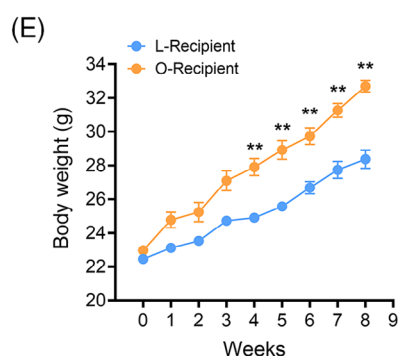 (E)
L-Recipient
O-Recipient
Body weight (g)
34
32
30
28
26
24
22
20
** ** ** ** **
0 1 2 3 4 5 6 7 8 9
Weeks